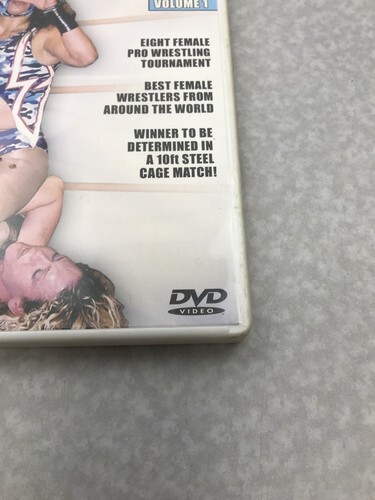 VOLUME 1
EIGHT FEMALE
PRO WRESTLING
TOURNAMENT
BEST FEMALE
WRESTLERS FROM
AROUND THE WORLD
WINNER TO BE
DETERMINED IN
A 10ft STEEL
CAGE MATCH!
DVD
VIDEO